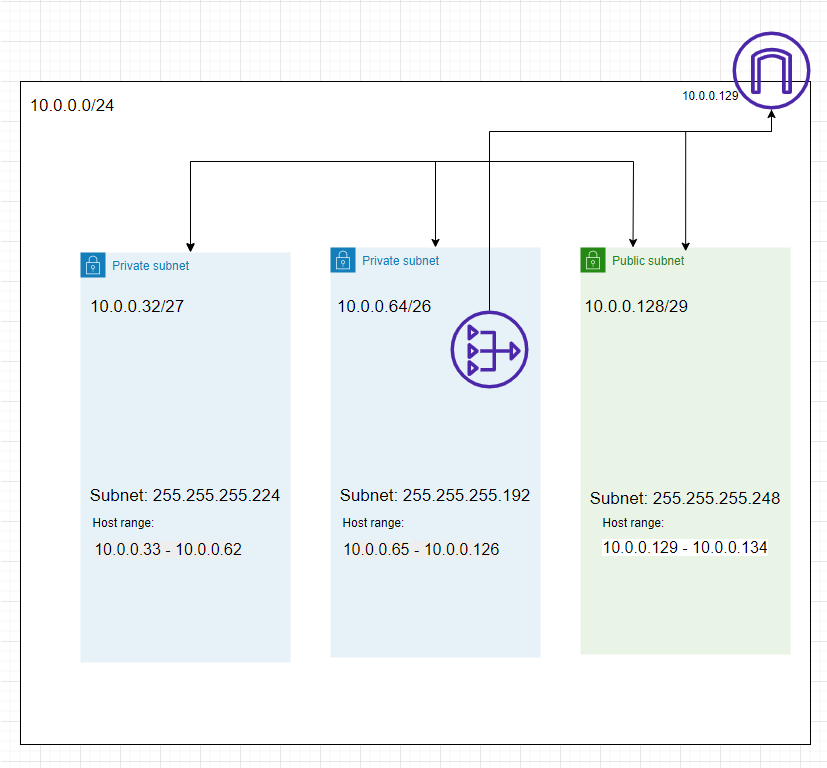 10.0.0.0/24
10.0.0.129
Private subnet
10.0.0.32/27
Subnet: 255.255.255.224
Host range:
10.0.0.33 - 10.0.0.62
Private subnet
10.0.0.64/26
Subnet: 255.255.255.192
Host range:
10.0.0.65 - 10.0.0.126
Public subnet
10.0.0.128/29
Subnet: 255.255.255.248
Host range:
10.0.0.129 - 10.0.0.134